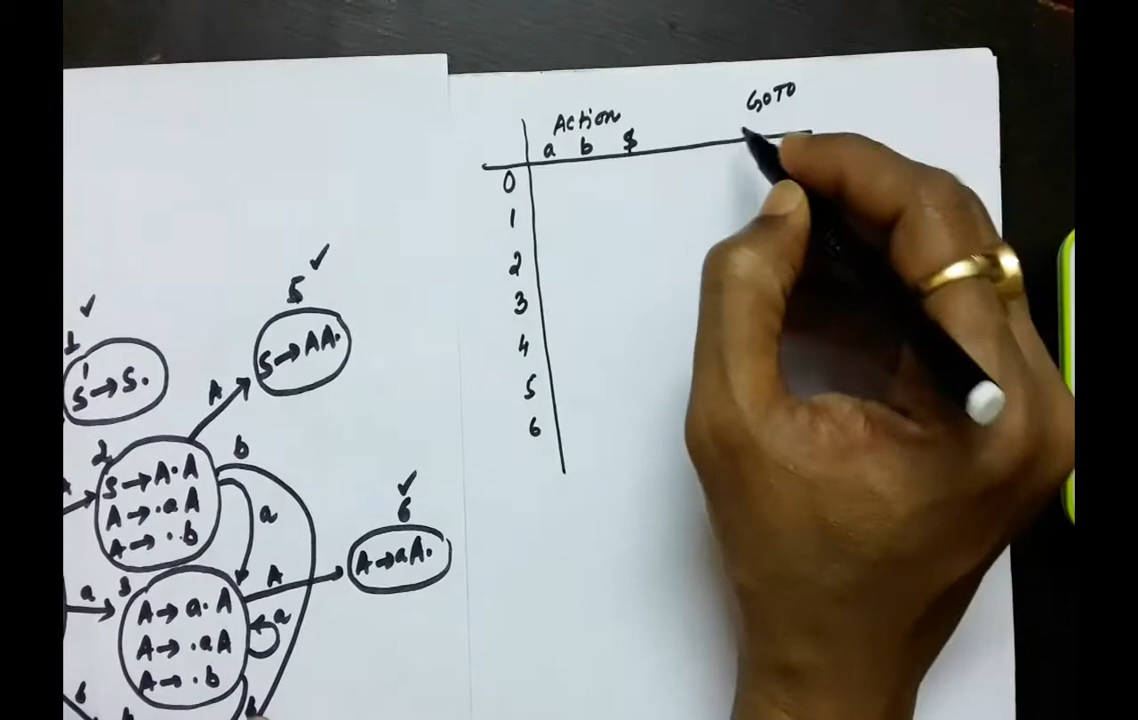 Action GOTO
a b $
0
1
2
3
4
5
6
5
S→AA.
1
S'→S.
A
2
b
S→A.A
A→.aA
A→.b
a
6
A→aA.
A
a
3
A→a.A
A→.aA
A→.b
a
b